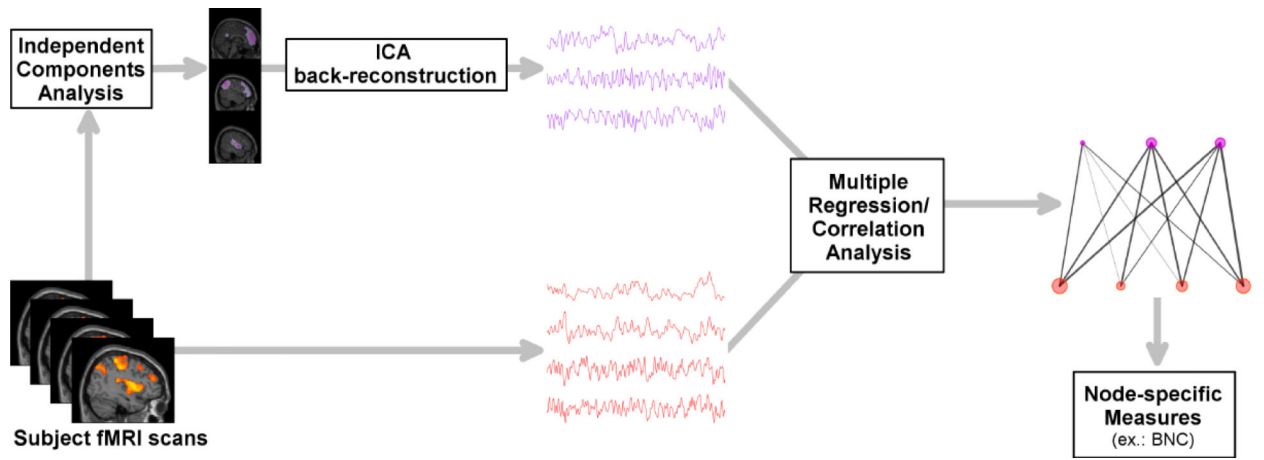 Independent
Components
Analysis
ICA
back-reconstruction
Multiple
Regression/
Correlation
Analysis
Subject fMRI scans
Node-specific
Measures
(ex.: BNC)